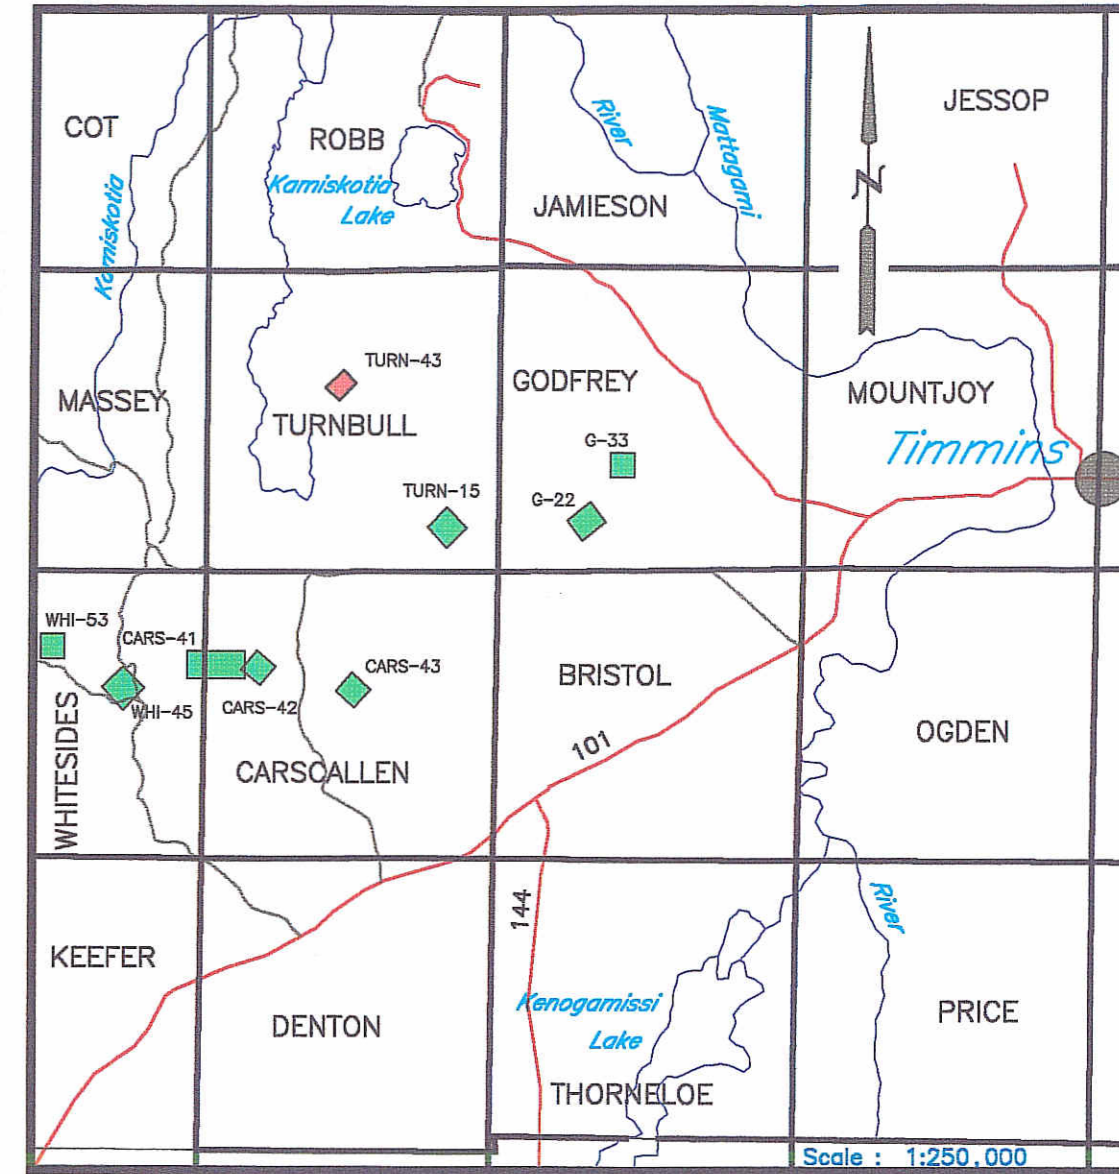 COT
ROBB
JESSOP
River
Mattagami
Kamiskotia
Lake
JAMIESON
Kamiskotia
N
TURN-43
MASSEY
TURNBULL
GODFREY
MOUNTJOY
Timmins
G-33
TURN-15
G-22
WHI-53
CARS-41
CARS-43
WHI-45
CARS-42
BRISTOL
WHITESIDES
CARSCALLEN
101
OGDEN
144
River
KEEFER
DENTON
Kenogamissi
Lake
PRICE
THORNELOE
Scale : 1:250,000